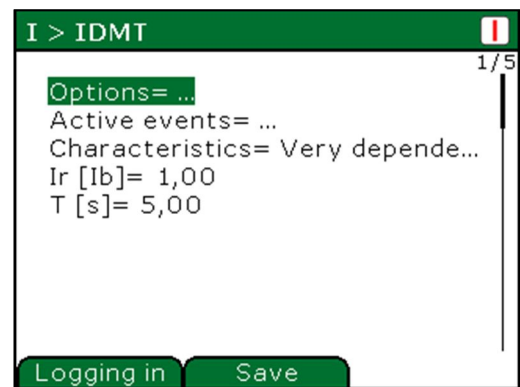 I > IDMT
1/5
Options= ...
Active events= ...
Characteristics= Very depende...
Ir [Ib]= 1,00
T [s]= 5,00
Logging in
Save